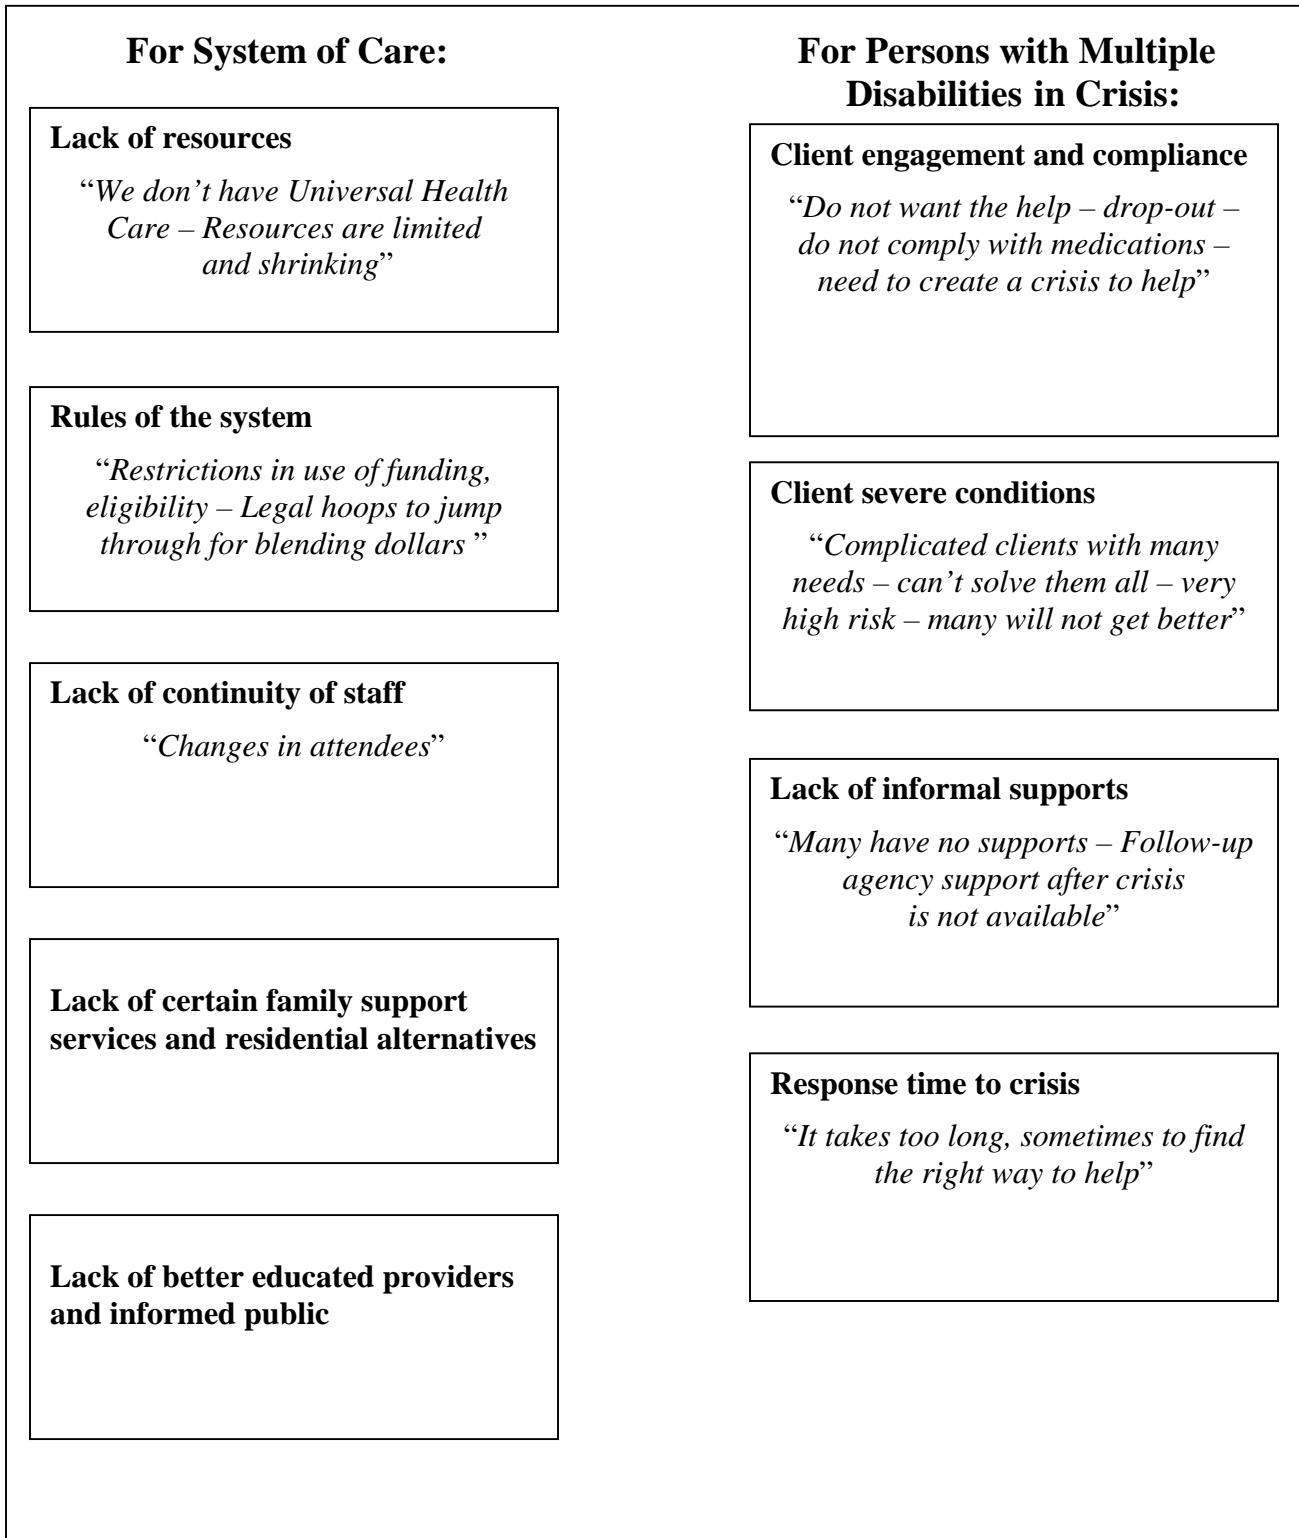 For System of Care:
Lack of resources
“We don’t have Universal Health
Care – Resources are limited
and shrinking”
Rules of the system
“Restrictions in use of funding,
eligibility – Legal hoops to jump
through for blending dollars ”
Lack of continuity of staff
“Changes in attendees”
Lack of certain family support
services and residential alternatives
Lack of better educated providers
and informed public
For Persons with Multiple
Disabilities in Crisis:
Client engagement and compliance
“Do not want the help – drop-out –
do not comply with medications –
need to create a crisis to help”
Client severe conditions
“Complicated clients with many
needs – can’t solve them all – very
high risk – many will not get better”
Lack of informal supports
“Many have no supports – Follow-up
agency support after crisis
is not available”
Response time to crisis
“It takes too long, sometimes to find
the right way to help”